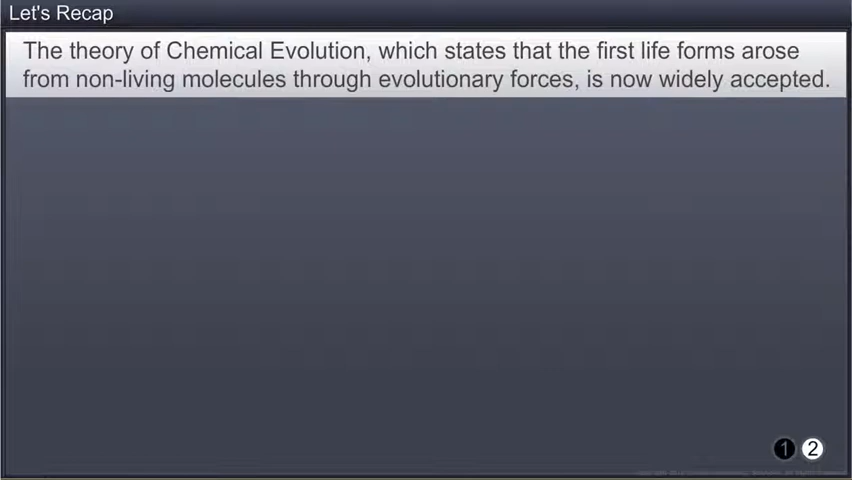 Let's Recap
The theory of Chemical Evolution, which states that the first life forms arose
from non-living molecules through evolutionary forces, is now widely accepted.
1 2